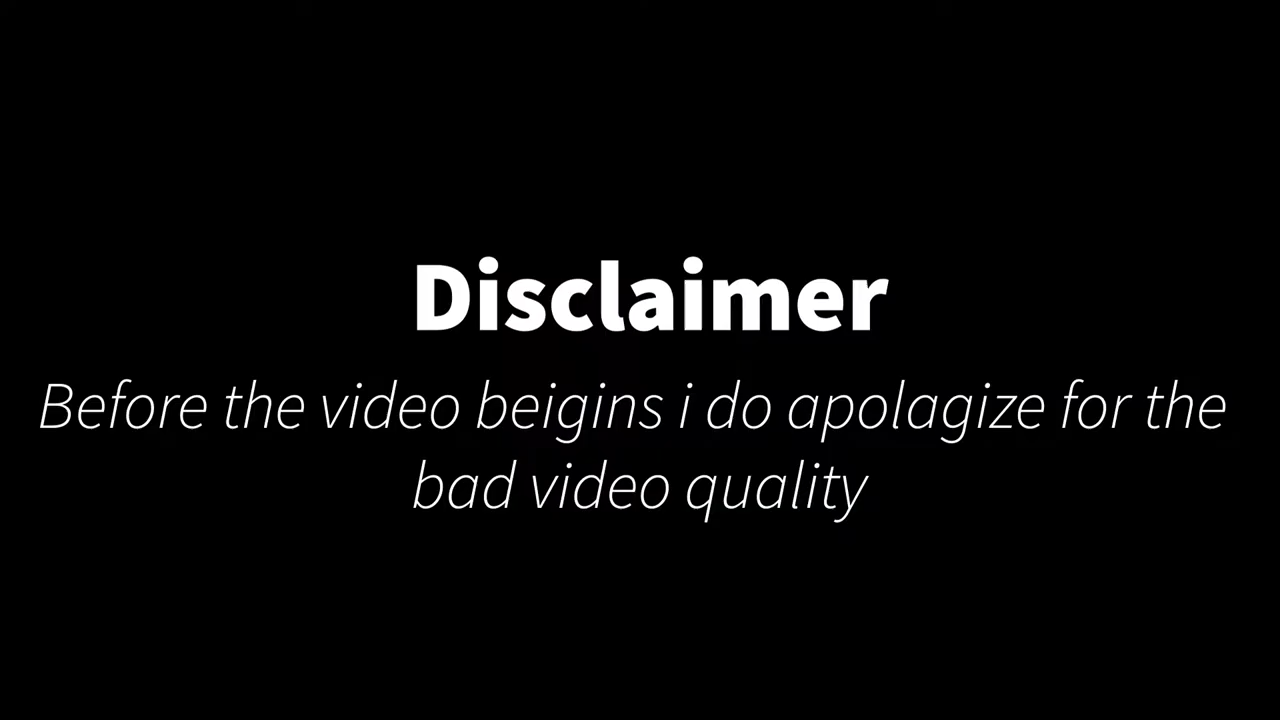 Disclaimer
Before the video beigins i do apolagize for the
bad video quality